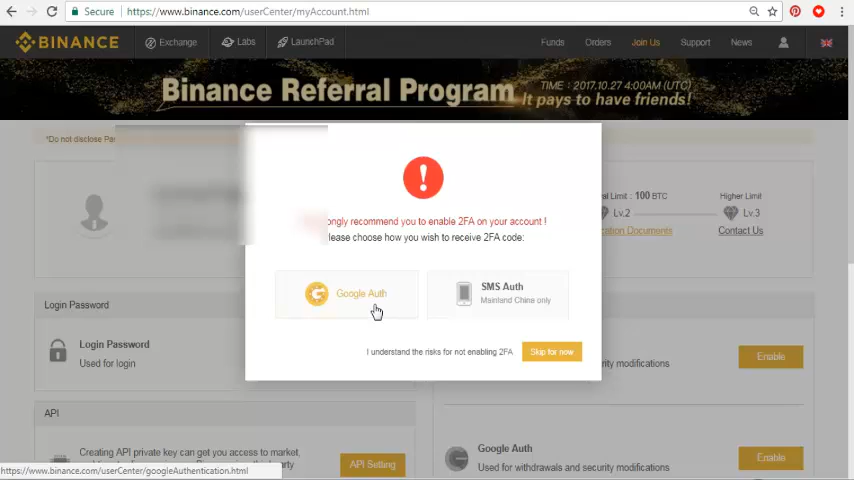 Secure https://www.binance.com/userCenter/myAccount.html
BINANCE Exchange Labs LaunchPad Funds Orders Join Us Support News
Binance Referral Program
TIME : 2017.10.27 4:00AM (UTC)
It pays to have friends!
*Do not disclose
Limit : 100 BTC Higher Limit
Lv.2 Lv.3
Documents Contact Us
!
recommend you to enable 2FA on your account !
lease choose how you wish to receive 2FA code:
Google Auth
SMS Auth
Mainland China only
I understand the risks for not enabling 2FA Skip for now
Login Password
Login Password
Used for login
security modifications
Enable
API
Creating API private key can get you access to market,
API Setting
Google Auth
Used for withdrawals and security modifications
Enable
https://www.binance.com/userCenter/googleAuthentication.html